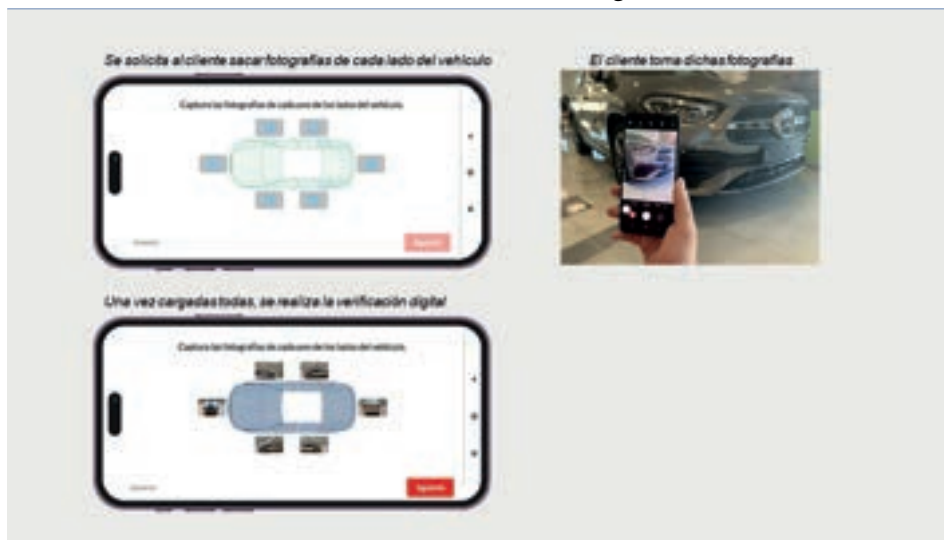 Se solicita al cliente sacar fotografías de cada lado del vehículo
El cliente toma dichas fotografías
Captura las fotografías de cada uno de los lados del vehículo
Siguiente
Una vez cargadas todas, se realiza la verificación digital
Captura las fotografías de cada uno de los lados del vehículo
Siguiente